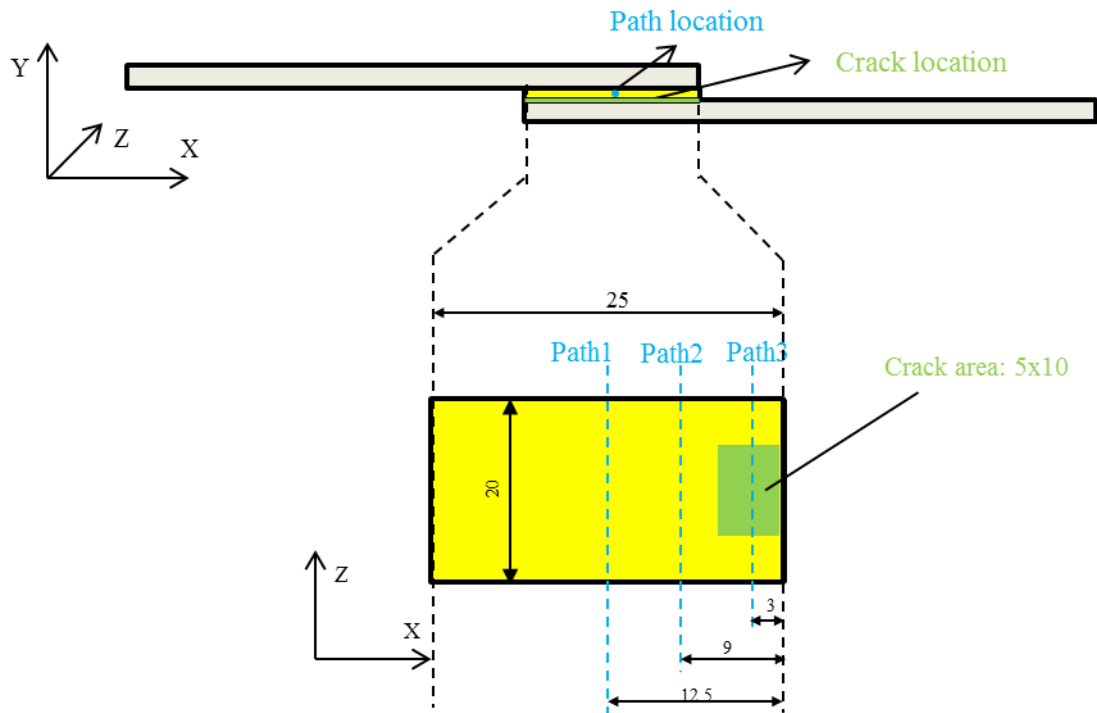 Path location
Y
Crack location
Z
X
25
Path1
Path2
Path3
Crack area: 5x10
20
Z
3
X
9
12.5